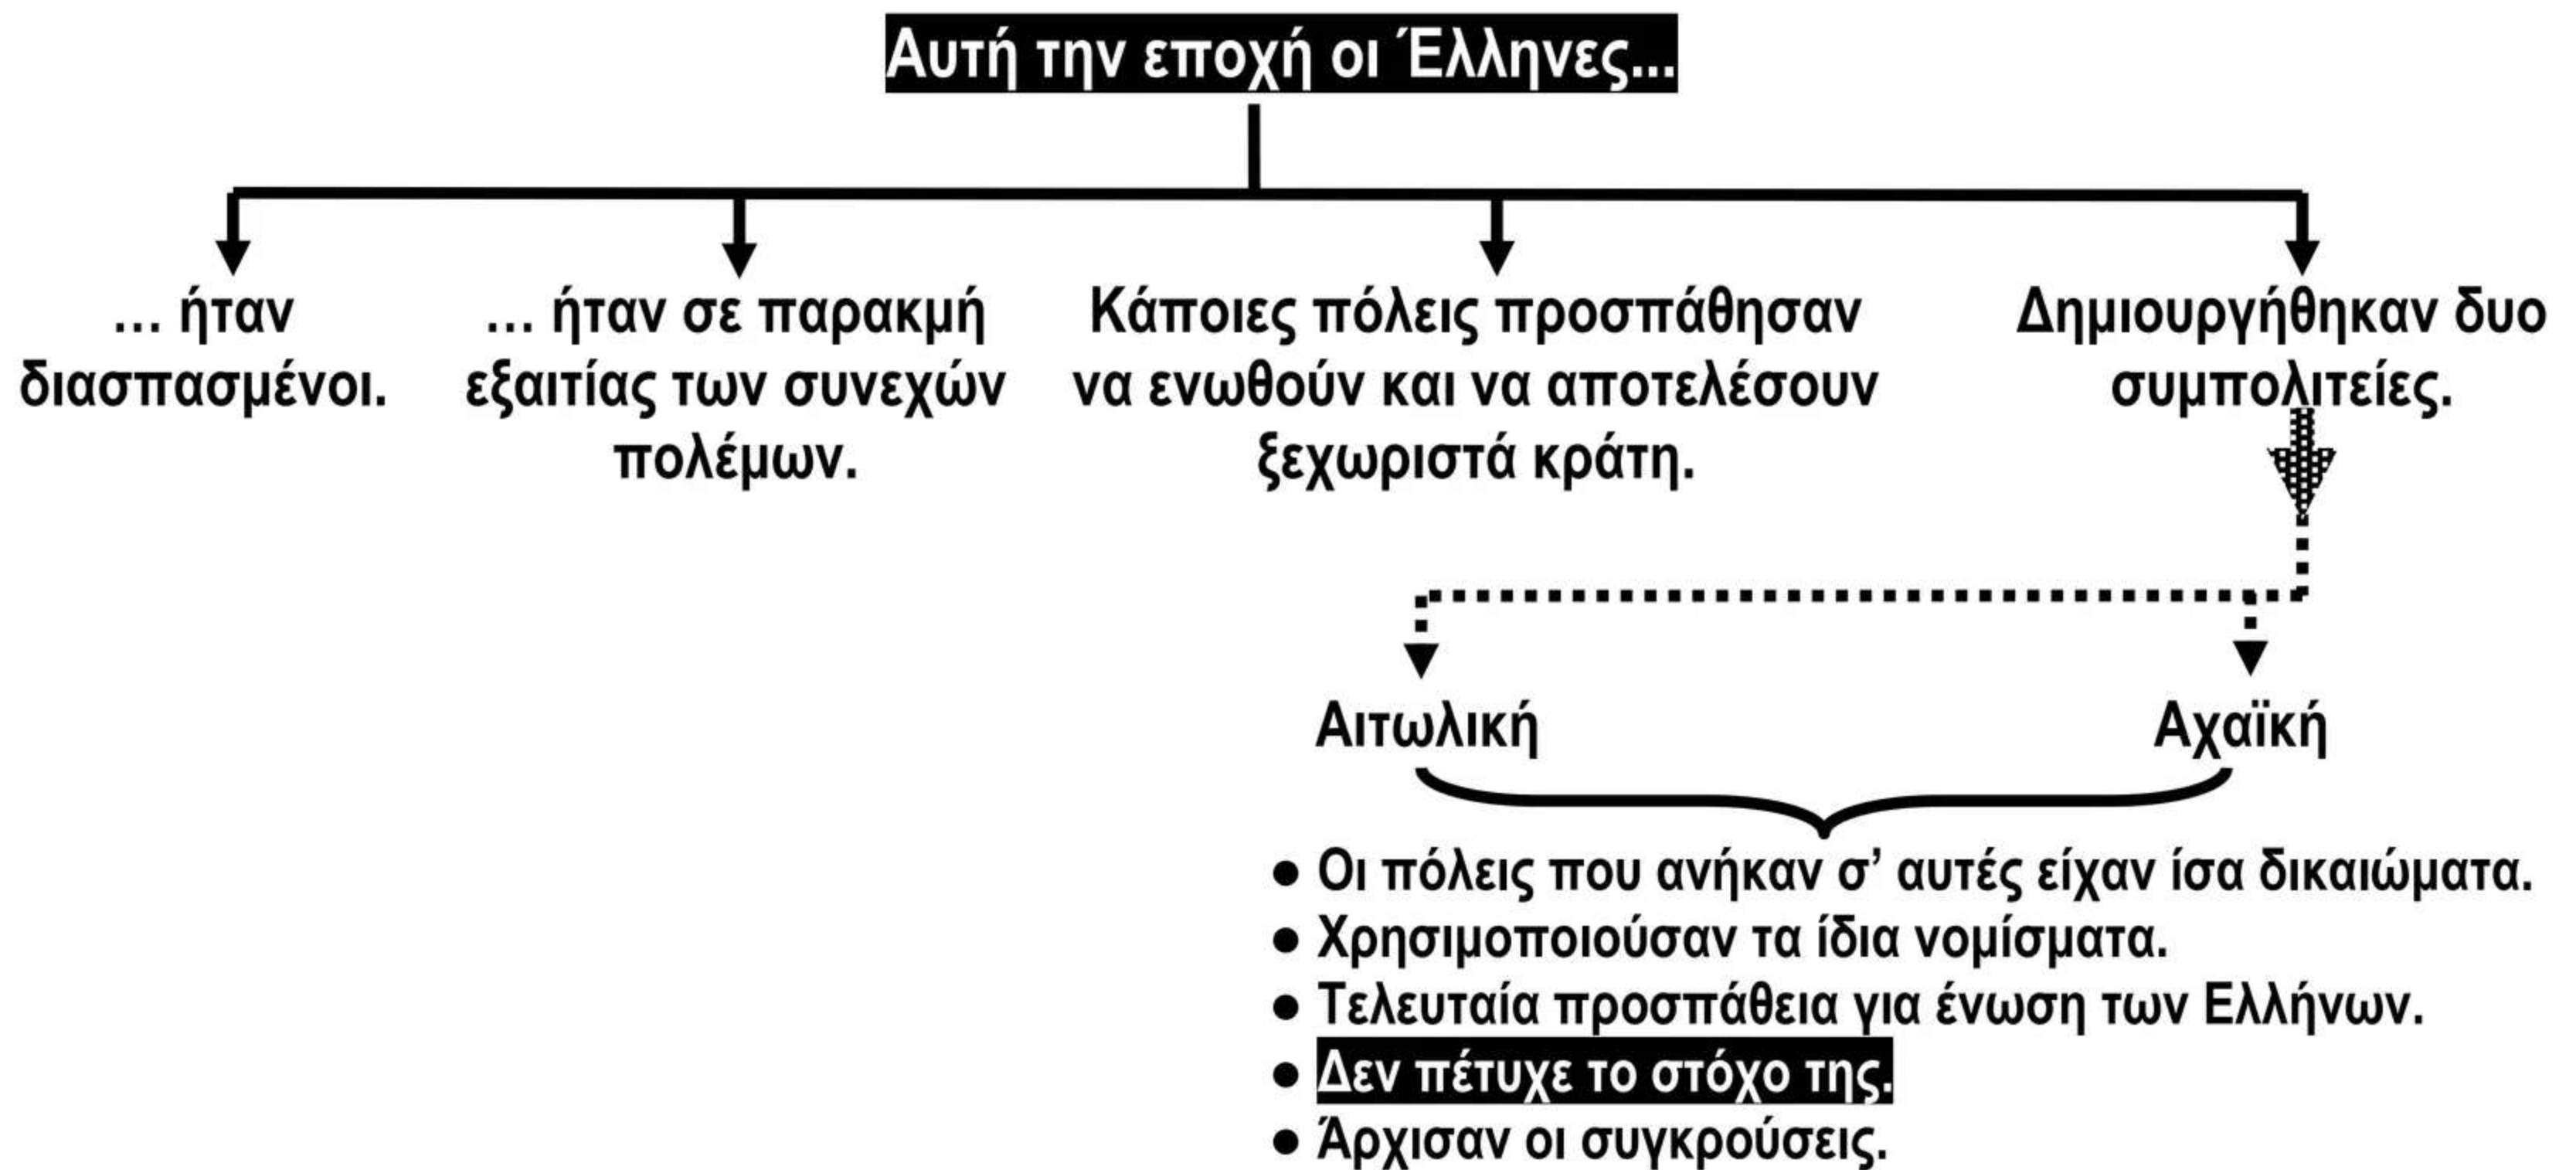 Αυτή την εποχή οι Έλληνες...
... ήταν
διασπασμένοι.
... ήταν σε παρακμή
εξαιτίας των συνεχών
πολέμων.
Κάποιες πόλεις προσπάθησαν
να ενωθούν και να αποτελέσουν
ξεχωριστά κράτη.
Δημιουργήθηκαν δυο
συμπολιτείες.
Αιτωλική
Αχαϊκή
● Οι πόλεις που ανήκαν σ’ αυτές είχαν ίσα δικαιώματα.
● Χρησιμοποιούσαν τα ίδια νομίσματα.
● Τελευταία προσπάθεια για ένωση των Ελλήνων.
● Δεν πέτυχε το στόχο της.
● Άρχισαν οι συγκρούσεις.